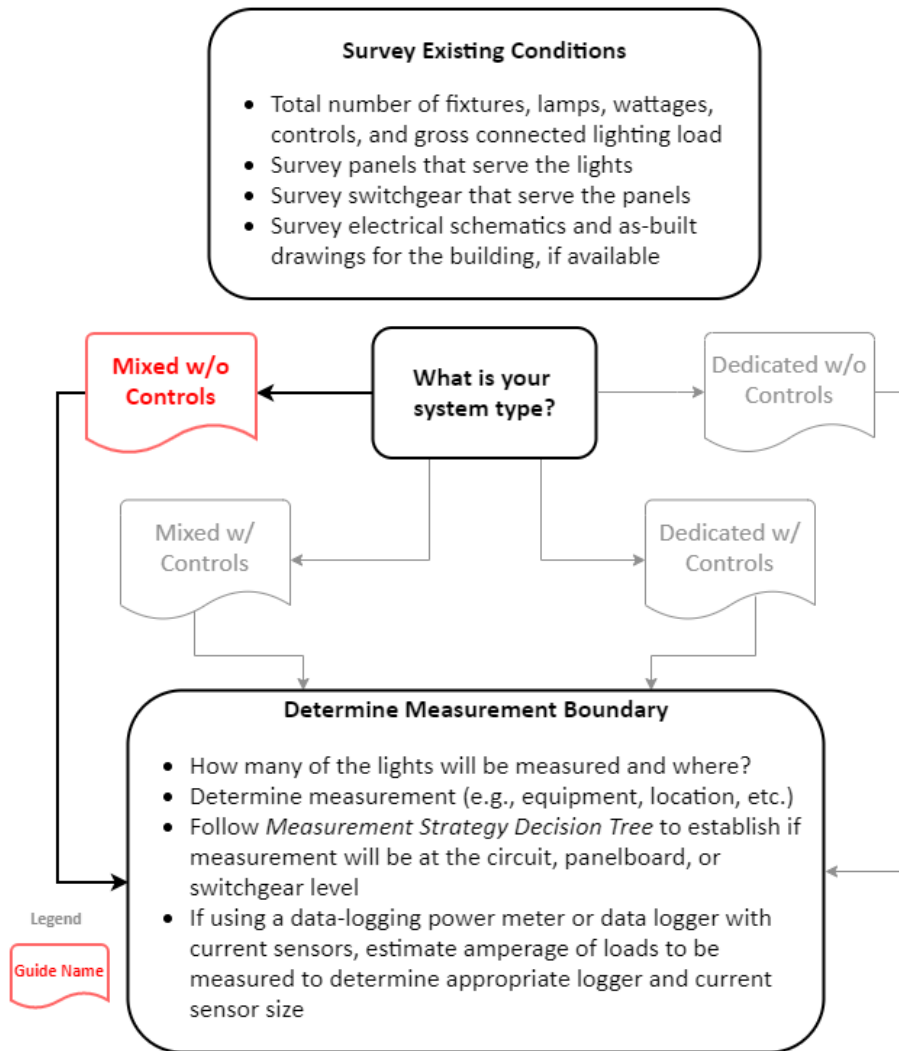 Survey Existing Conditions
• Total number of fixtures, lamps, wattages,
controls, and gross connected lighting load
• Survey panels that serve the lights
• Survey switchgear that serve the panels
• Survey electrical schematics and as-built
drawings for the building, if available
Mixed w/o
Controls
What is your
system type?
Dedicated w/o
Controls
Mixed w/
Controls
Dedicated w/
Controls
Determine Measurement Boundary
• How many of the lights will be measured and where?
• Determine measurement (e.g., equipment, location, etc.)
• Follow Measurement Strategy Decision Tree to establish if
measurement will be at the circuit, panelboard, or
switchgear level
• If using a data-logging power meter or data logger with
current sensors, estimate amperage of loads to be
measured to determine appropriate logger and current
sensor size
Legend
Guide Name